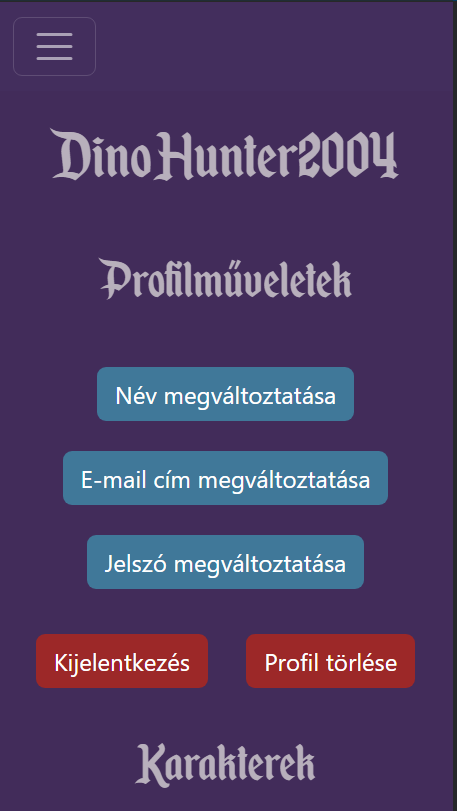 DinoHunter2004
Profilműveletek
Név megváltoztatása
E-mail cím megváltoztatása
Jelszó megváltoztatása
Kijelentkezés
Profil törlése
Karakterek